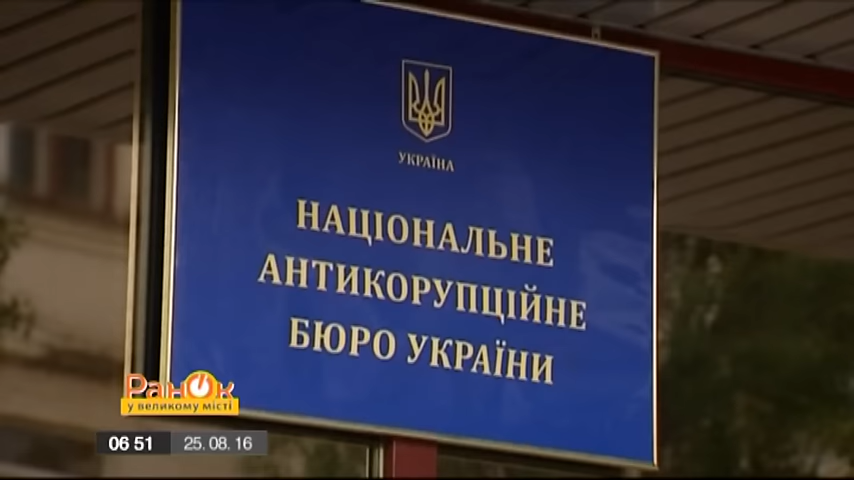 УКРАЇНА
НАЦІОНАЛЬНЕ
АНТИКОРУПЦІЙНЕ
БЮРО УКРАЇНИ
Ранок
у великому місті
06 51 25. 08. 16